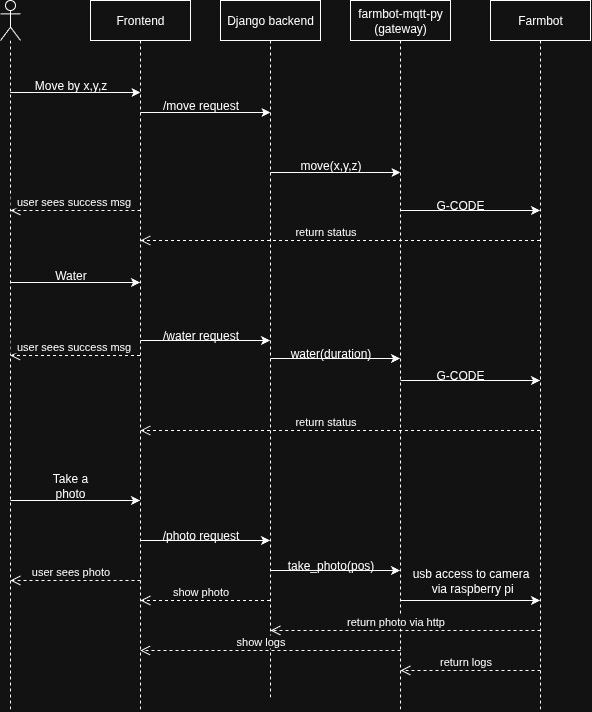 Frontend
Django backend
farmbot-mqtt-py
(gateway)
Farmbot
Move by x,y,z
/move request
move(x,y,z)
user sees success msg
G-CODE
return status
Water
/water request
user sees success msg
water(duration)
G-CODE
return status
Take a
photo
/photo request
take_photo(pos)
usb access to camera
via raspberry pi
user sees photo
show photo
return photo via http
show logs
return logs